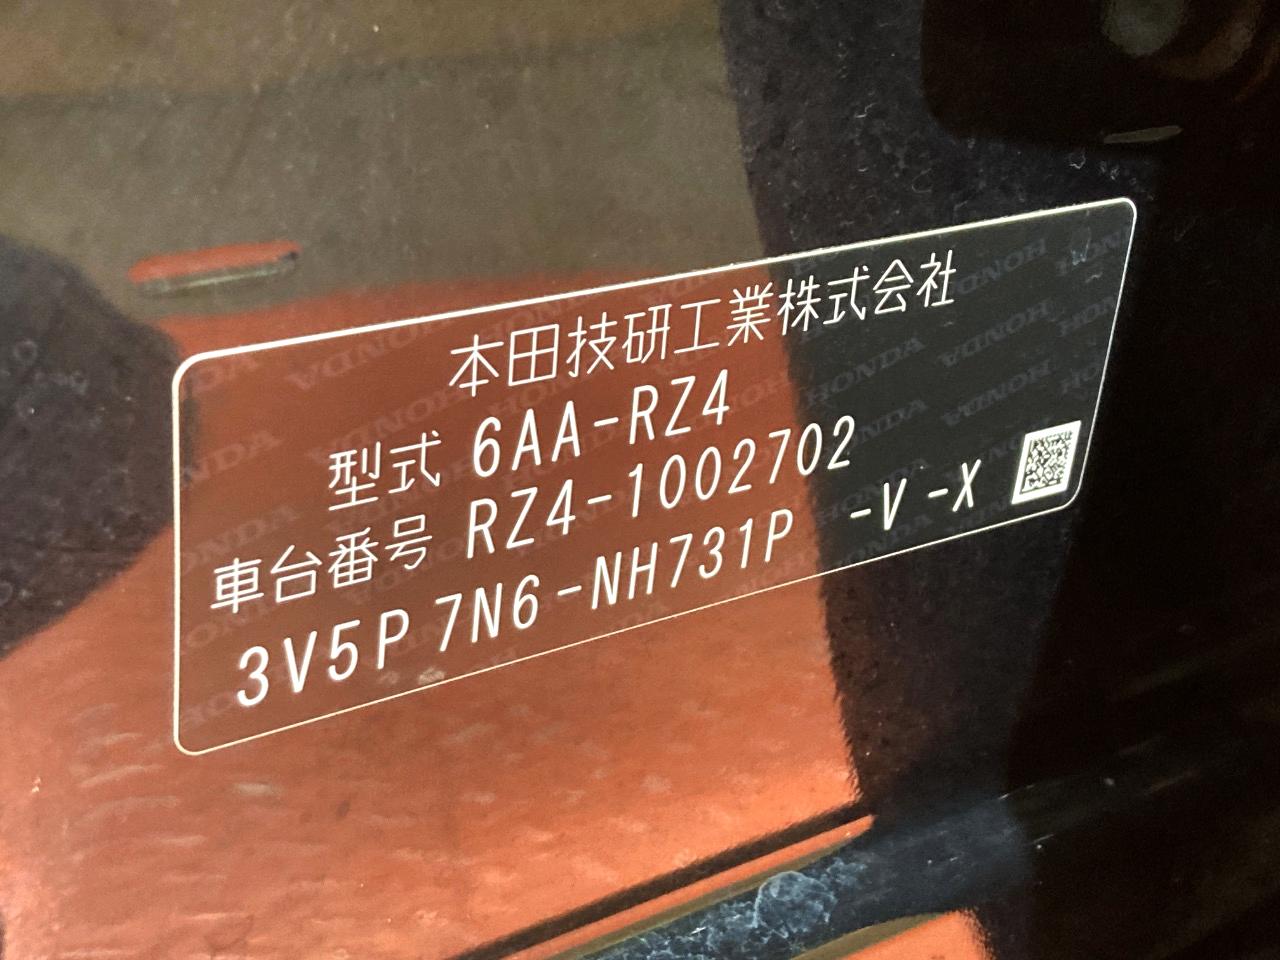 本田技研工業株式会社
型式 6AA-RZ4
車台番号 RZ4-1002702
3V5P 7N6-NH731P -V -X